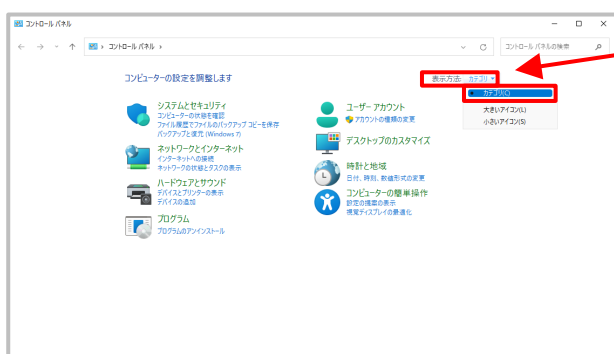 コントロール パネル
コントロール パネル
コントロール パネルの検索
コンピューターの設定を調整します
表示方法: カテゴリ
カテゴリ(C)
大きいアイコン(L)
小さいアイコン(S)
システムとセキュリティ
コンピューターの状態を確認
ファイル履歴でファイルのバックアップ コピーを保存
バックアップと復元 (Windows 7)
ネットワークとインターネット
インターネットへの接続
ネットワークの状態とタスクの表示
ハードウェアとサウンド
デバイスとプリンターの表示
デバイスの追加
プログラム
プログラムのアンインストール
ユーザー アカウント
アカウントの種類の変更
デスクトップのカスタマイズ
時計と地域
日付、時刻、数値形式の変更
コンピューターの簡単操作
設定の提案の表示
視覚ディスプレイの最適化